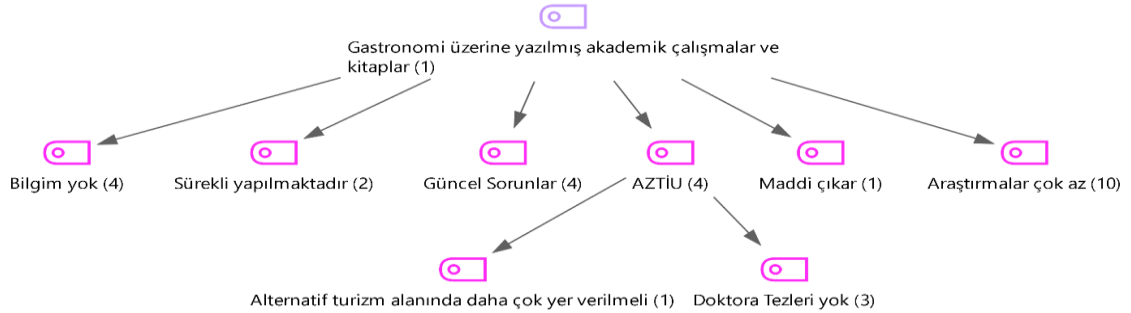 Gastronomi üzerine yazılmış akademik çalışmalar ve
kitaplar (1)
Bilgim yok (4)
Sürekli yapılmaktadır (2)
Güncel Sorunlar (4)
AZTİU (4)
Maddi çıkar (1)
Araştırmalar çok az (10)
Alternatif turizm alanında daha çok yer verilmeli (1)
Doktora Tezleri yok (3)